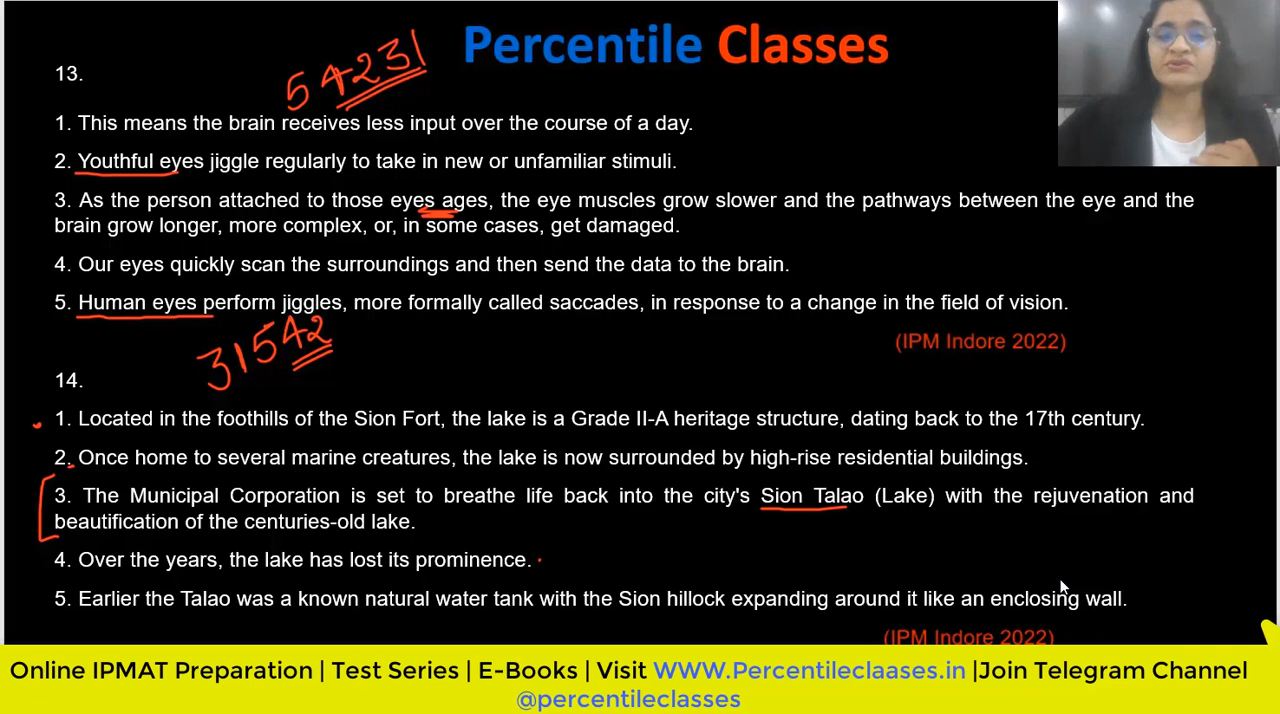 Percentile Classes
13.
54231
1. This means the brain receives less input over the course of a day.
2. Youthful eyes jiggle regularly to take in new or unfamiliar stimuli.
3. As the person attached to those eyes ages, the eye muscles grow slower and the pathways between the eye and the
brain grow longer, more complex, or, in some cases, get damaged.
4. Our eyes quickly scan the surroundings and then send the data to the brain.
5. Human eyes perform jiggles, more formally called saccades, in response to a change in the field of vision.
(IPM Indore 2022)
31542
14.
1. Located in the foothills of the Sion Fort, the lake is a Grade II-A heritage structure, dating back to the 17th century.
2. Once home to several marine creatures, the lake is now surrounded by high-rise residential buildings.
3. The Municipal Corporation is set to breathe life back into the city's Sion Talao (Lake) with the rejuvenation and
beautification of the centuries-old lake.
4. Over the years, the lake has lost its prominence.
5. Earlier the Talao was a known natural water tank with the Sion hillock expanding around it like an enclosing wall.
(IPM Indore 2022)
Online IPMAT Preparation | Test Series | E-Books | Visit WWW.Percentileclaases.in |Join Telegram Channel
@percentileclasses